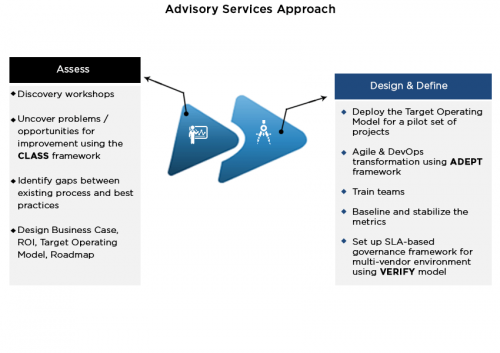 Advisory Services Approach
Assess
Discovery workshops
Uncover problems /
opportunities for
improvement using the
CLASS framework
Identify gaps between
existing process and best
practices
Design Business Case,
ROI, Target Operating
Model, Roadmap
Design & Define
Deploy the Target Operating
Model for a pilot set of
projects
Agile & DevOps
transformation using ADEPT
framework
Train teams
Baseline and stabilize the
metrics
Set up SLA-based
governance framework for
multi-vendor environment
using VERIFY model